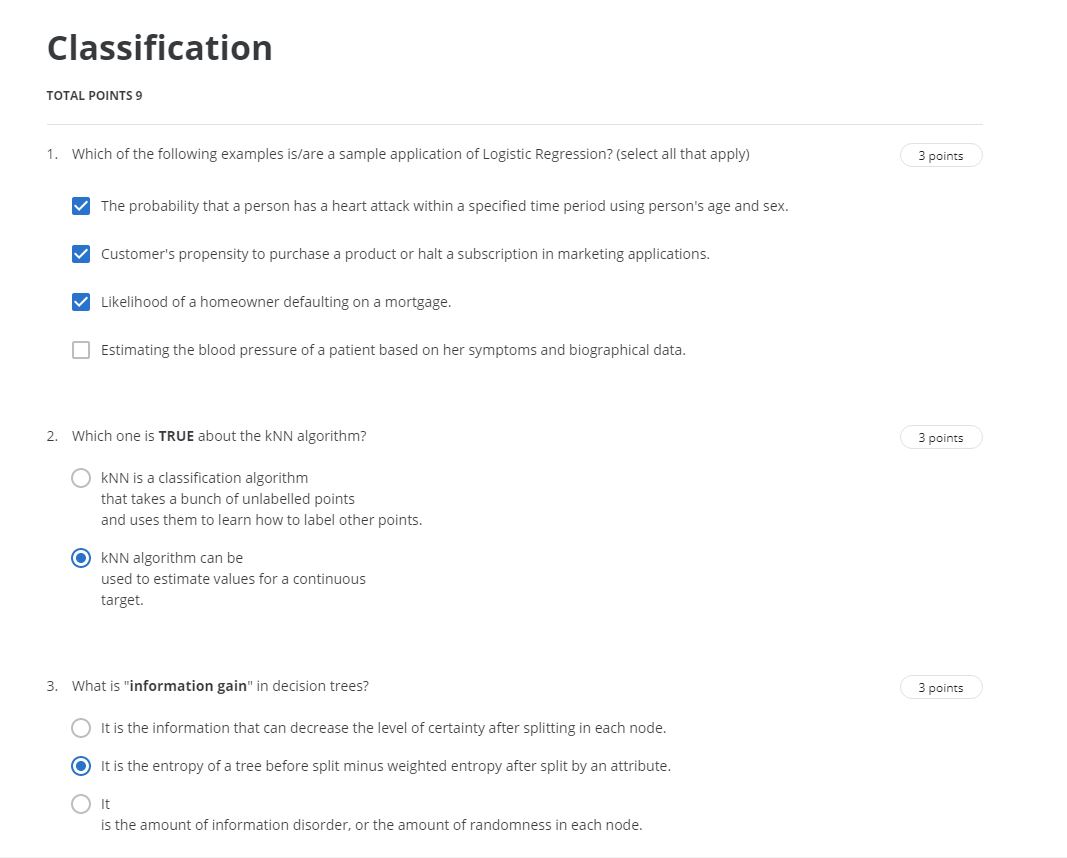 Classification
TOTAL POINTS 9
1. Which of the following examples is/are a sample application of Logistic Regression? (select all that apply) 3 points
The probability that a person has a heart attack within a specified time period using person's age and sex.
Customer's propensity to purchase a product or halt a subscription in marketing applications.
Likelihood of a homeowner defaulting on a mortgage.
Estimating the blood pressure of a patient based on her symptoms and biographical data.
2. Which one is TRUE about the kNN algorithm? 3 points
kNN is a classification algorithm
that takes a bunch of unlabelled points
and uses them to learn how to label other points.
kNN algorithm can be
used to estimate values for a continuous
target.
3. What is "information gain" in decision trees? 3 points
It is the information that can decrease the level of certainty after splitting in each node.
It is the entropy of a tree before split minus weighted entropy after split by an attribute.
It
is the amount of information disorder, or the amount of randomness in each node.